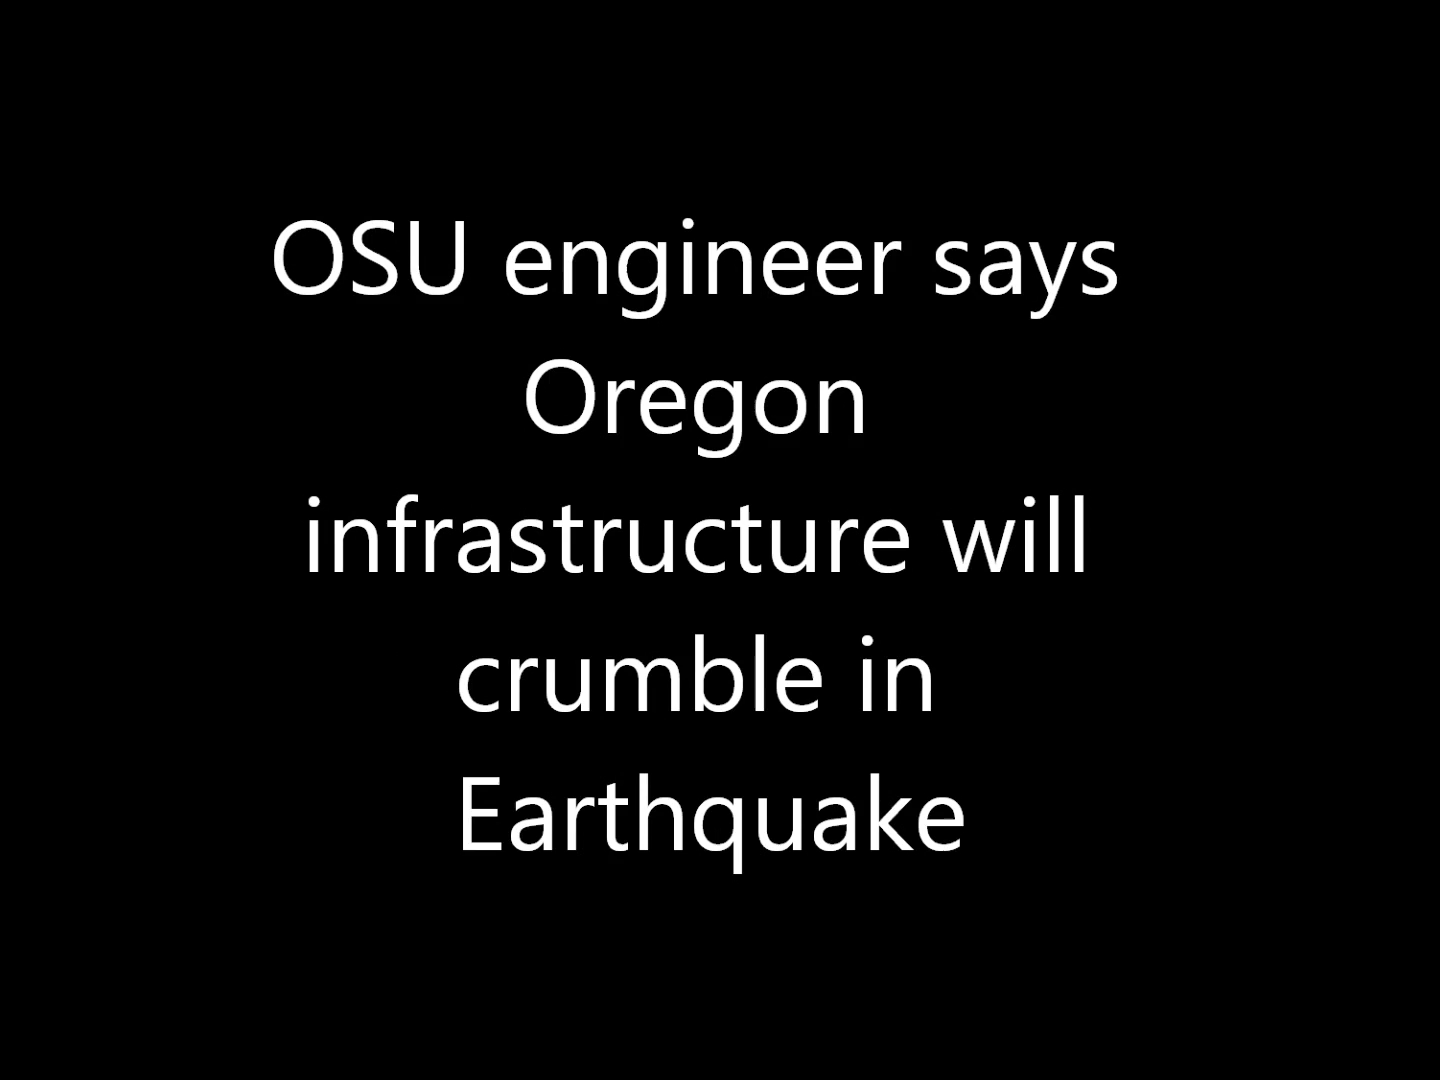 OSU engineer says
Oregon
infrastructure will
crumble in
Earthquake